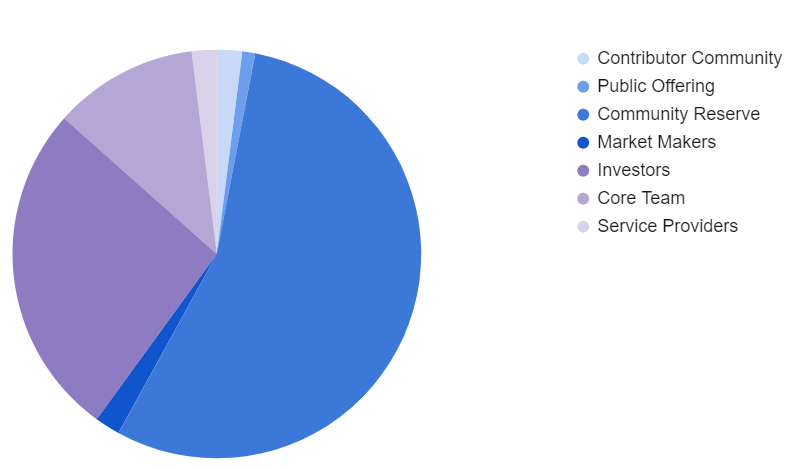 Contributor Community
Public Offering
Community Reserve
Market Makers
Investors
Core Team
Service Providers